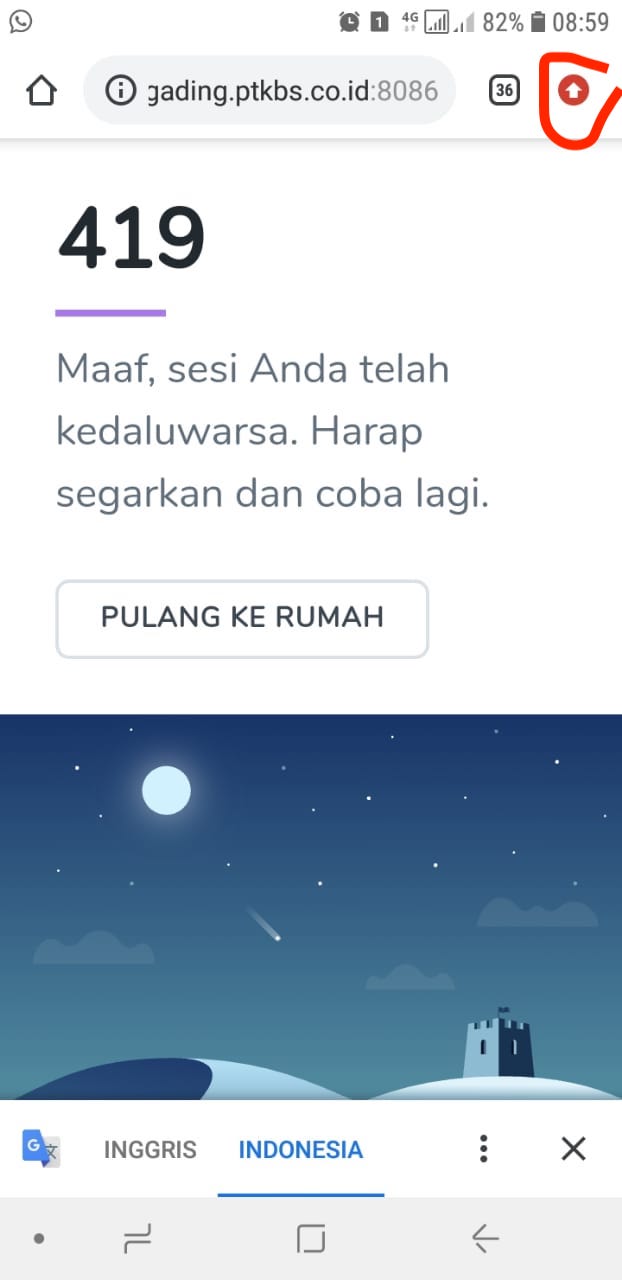 4G 82% 08:59
1
gading.ptkbs.co.id:8086
36
419
Maaf, sesi Anda telah
kedaluwarsa. Harap
segarkan dan coba lagi.
PULANG KE RUMAH
G 文 INGGRIS INDONESIA